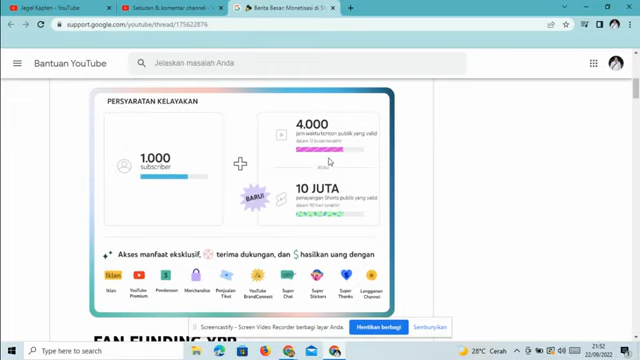 Jegel Kapten - YouTube
Sebutan & komentar channel - Y
Berita Besar: Monetisasi di S
support.google.com/youtube/thread/175622876
Bantuan YouTube
Jelaskan masalah Anda
PERSYARATAN KELAYAKAN
1.000
subscriber
4.000
jam waktu tonton publik yang valid
dalam 12 bulan terakhir
ATAU
BARU!
10 JUTA
penayangan Shorts publik yang valid
dalam 90 hari terakhir
Akses manfaat eksklusif, terima dukungan, dan hasilkan uang dengan
Iklan
Iklan
YouTube Premium
Merchandise
Penjualan Tiket
YouTube BrandConnect
Super Chat
Super Stickers
Super Thanks
Langganan Channel
Screencastify - Screen Video Recorder berbagi layar Anda.
Hentikan berbagi
Sembunyikan
Type here to search
28°C Cerah
21:52
22/09/2022